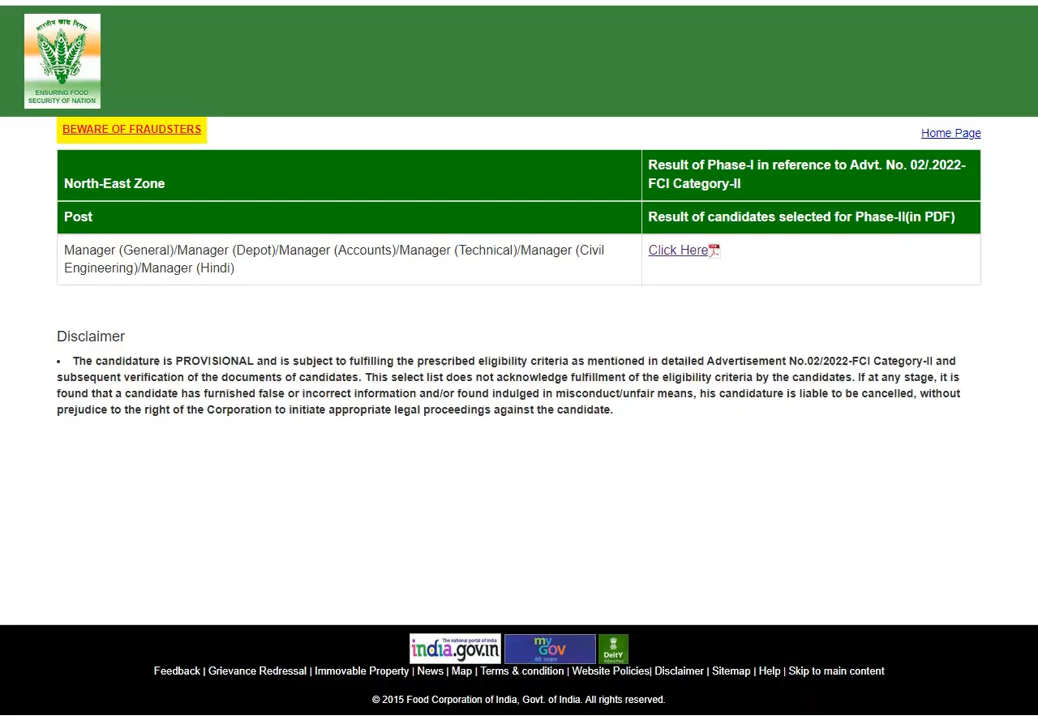 भारतीय खाद्य निगम
ENSURING FOOD
SECURITY OF NATION
BEWARE OF FRAUDSTERS
Home Page
North-East Zone
Result of Phase-I in reference to Advt. No. 02/.2022-
FCI Category-II
Post
Result of candidates selected for Phase-II(in PDF)
Manager (General)/Manager (Depot)/Manager (Accounts)/Manager (Technical)/Manager (Civil
Engineering)/Manager (Hindi)
Click Here
Disclaimer
• The candidature is PROVISIONAL and is subject to fulfilling the prescribed eligibility criteria as mentioned in detailed Advertisement No.02/2022-FCI Category-II and
subsequent verification of the documents of candidates. This select list does not acknowledge fulfillment of the eligibility criteria by the candidates. If at any stage, it is
found that a candidate has furnished false or incorrect information and/or found indulged in misconduct/unfair means, his candidature is liable to be cancelled, without
prejudice to the right of the Corporation to initiate appropriate legal proceedings against the candidate.
The national portal of India
india.gov.in
my
GOV
मेरी सरकार
DeitY
Feedback | Grievance Redressal | Immovable Property | News | Map | Terms & condition | Website Policies| Disclaimer | Sitemap | Help | Skip to main content
© 2015 Food Corporation of India, Govt. of India. All rights reserved.